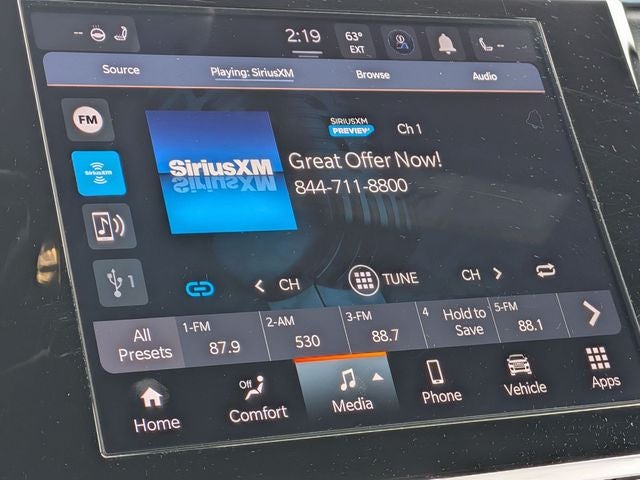 -- --
2:19
63°
EXT
Source
Playing: SiriusXM
Browse
Audio
FM
SiriusXM
SiriusXM
SIRIUSXM
PREVIEW
Ch 1
Great Offer Now!
844-711-8800
1
CH
TUNE
CH
All
Presets
1-FM
87.9
2-AM
530
3-FM
88.7
4
Hold to
Save
5-FM
88.1
Home
Off
Comfort
Media
Phone
Vehicle
Apps